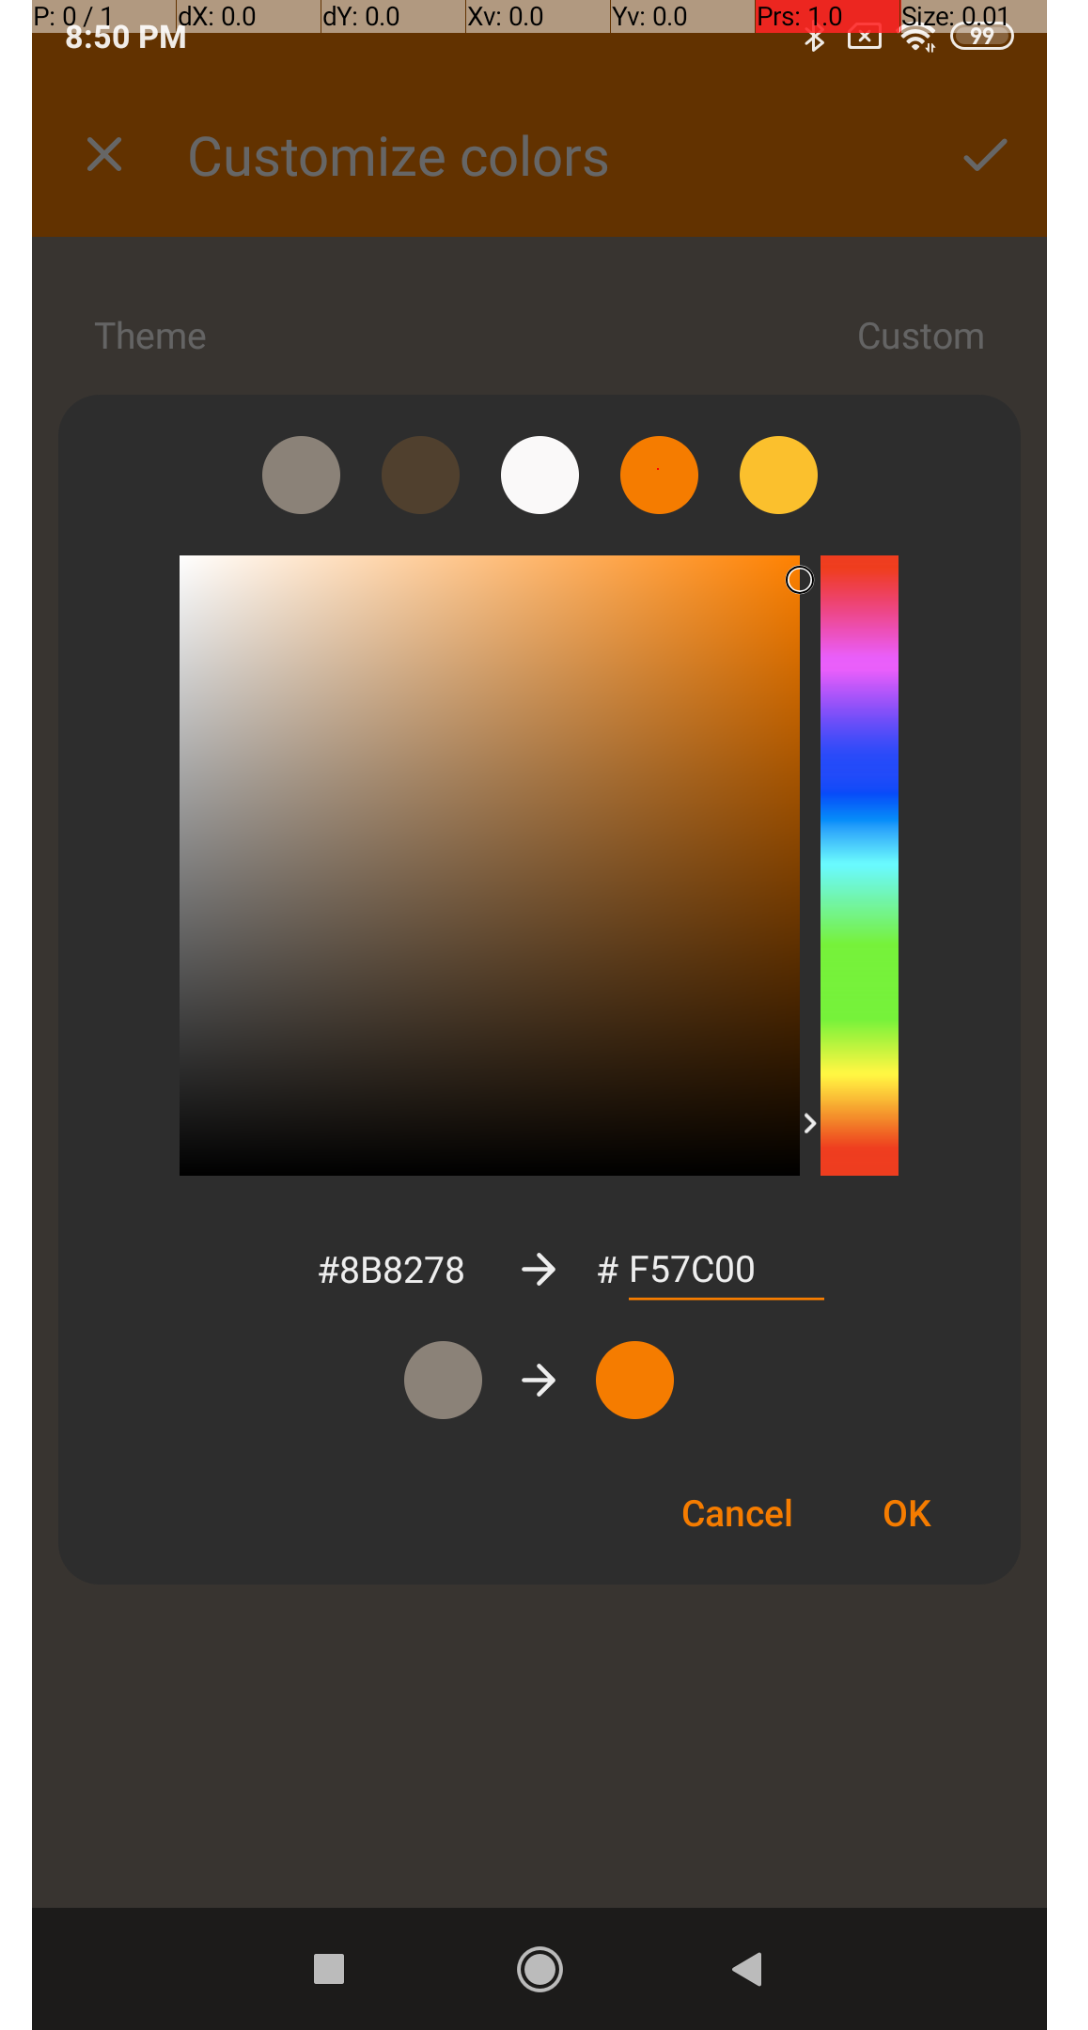 P: 0 / 1 dX: 0.0 dY: 0.0 Xv: 0.0 Yv: 0.0 Prs: 1.0 Size: 0.01
8:50 PM 99
Customize colors
Theme Custom
#8B8278 # F57C00
Cancel OK